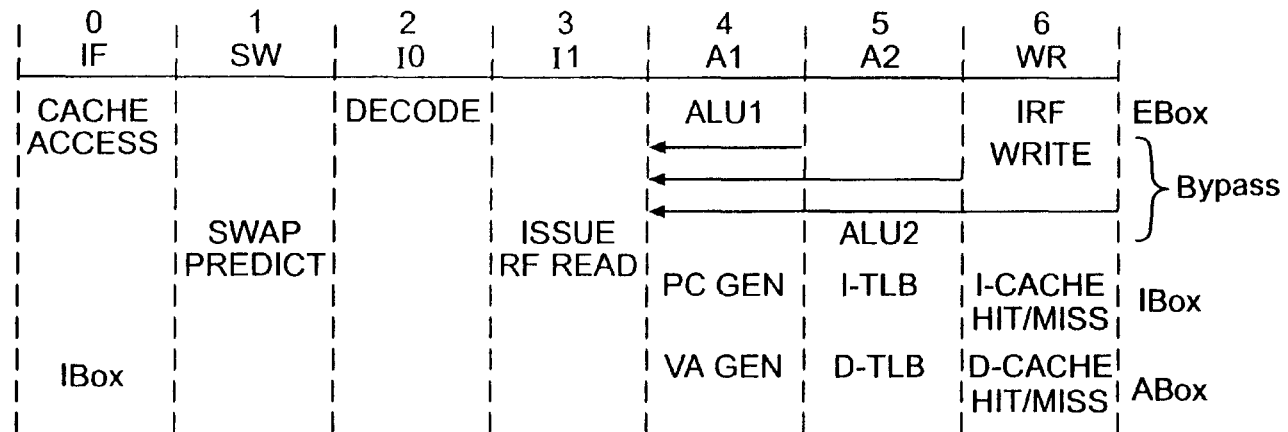 0 1 2 3 4 5 6
IF SW I0 I1 A1 A2 WR
CACHE DECODE ALU1 IRF EBox
ACCESS WRITE
Bypass
SWAP ISSUE ALU2
PREDICT RF READ
PC GEN I-TLB I-CACHE IBox
HIT/MISS
IBox VA GEN D-TLB D-CACHE ABox
HIT/MISS